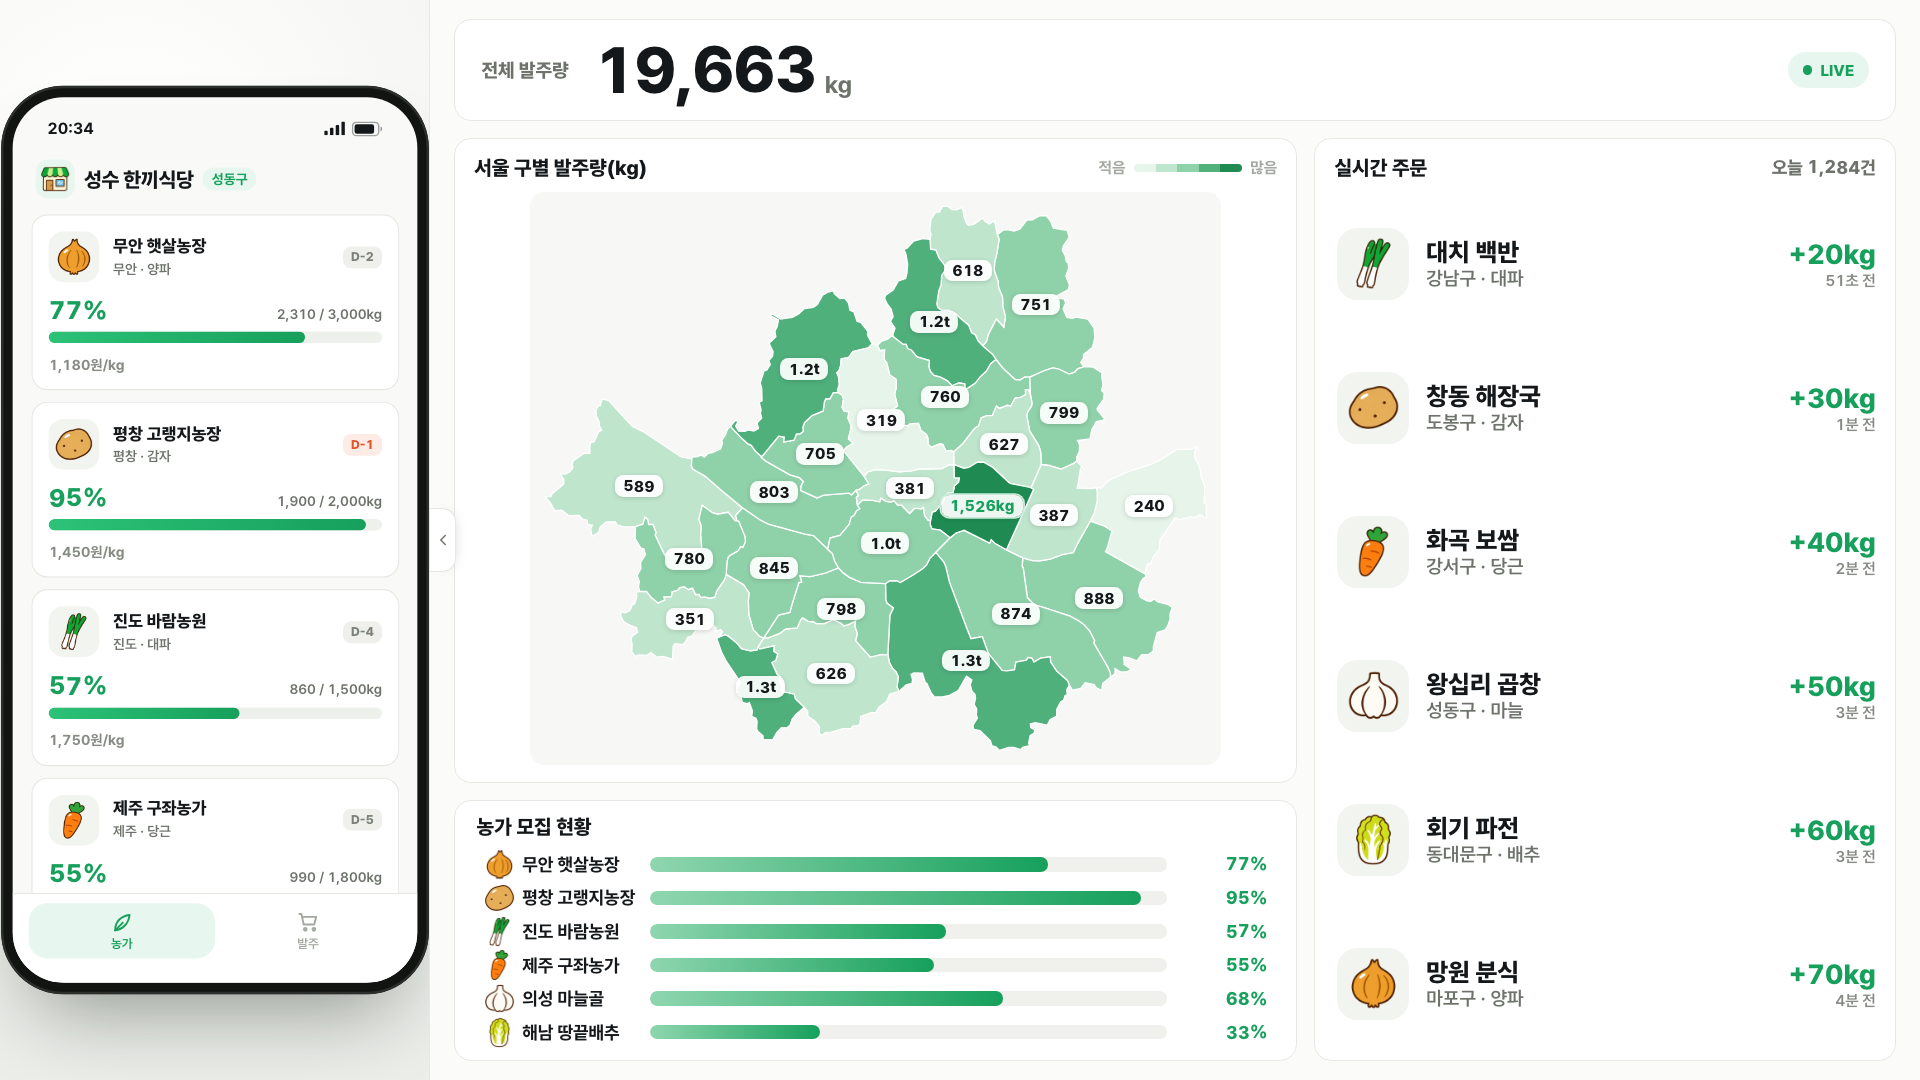 20:34
성수 한끼식당 성동구
무안 햇살농장
무안 · 양파
D-2
77% 2,310 / 3,000kg
1,180원/kg
평창 고랭지농장
평창 · 감자
D-1
95% 1,900 / 2,000kg
1,450원/kg
진도 바람농원
진도 · 대파
D-4
57% 860 / 1,500kg
1,750원/kg
제주 구좌농가
제주 · 당근
D-5
55% 990 / 1,800kg
농가 발주
전체 발주량 19,663 kg
LIVE
서울 구별 발주량(kg)
적음 많음
618
751
1.2t
1.2t
760
799
319
627
705
589
803
381
1,526kg
387
240
1.0t
780
845
798
351
874
888
1.3t
626
1.3t
농가 모집 현황
무안 햇살농장 77%
평창 고랭지농장 95%
진도 바람농원 57%
제주 구좌농가 55%
의성 마늘골 68%
해남 땅끝배추 33%
실시간 주문 오늘 1,284건
대치 백반 +20kg
강남구 · 대파 51초 전
창동 해장국 +30kg
도봉구 · 감자 1분 전
화곡 보쌈 +40kg
강서구 · 당근 2분 전
왕십리 곱창 +50kg
성동구 · 마늘 3분 전
회기 파전 +60kg
동대문구 · 배추 3분 전
망원 분식 +70kg
마포구 · 양파 4분 전